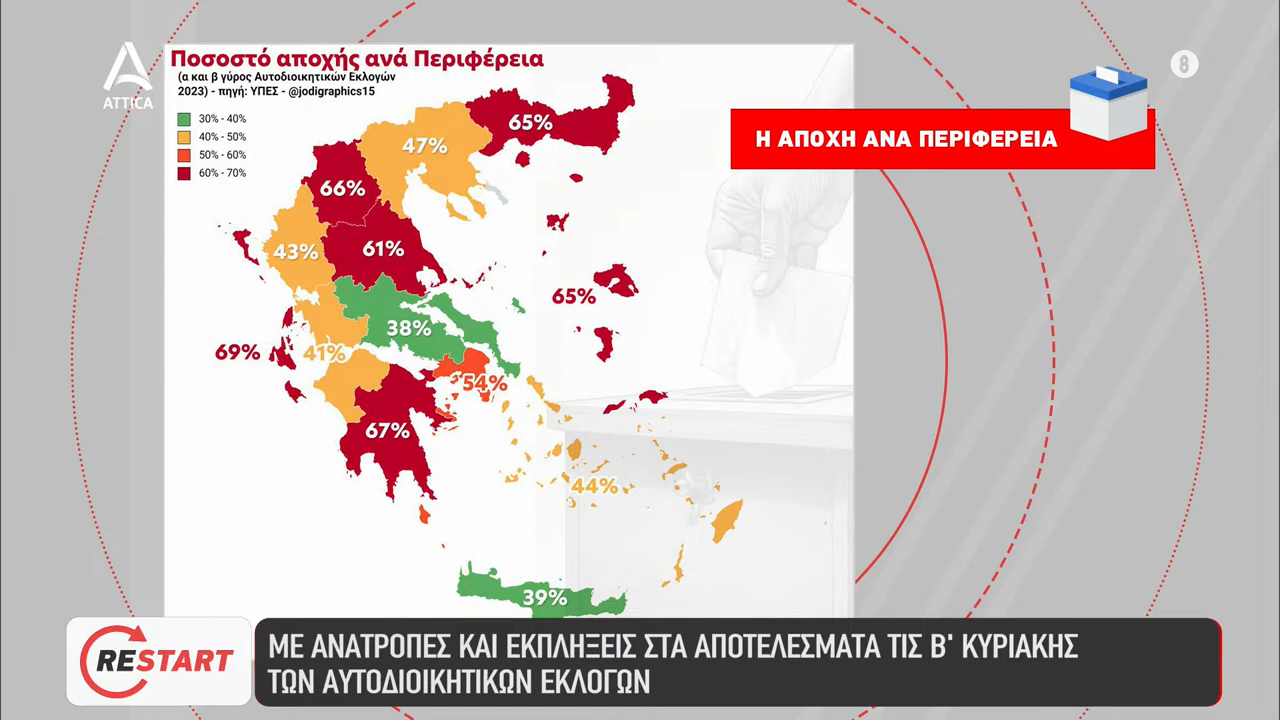 Ποσοστό αποχής ανά Περιφέρεια
(α και β γύρος Αυτοδιοικητικών Εκλογών
2023) - πηγή: ΥΠΕΣ - @jodigraphics15
30% - 40%
40% - 50%
50% - 60%
60% - 70%
ATTICA
8
Η ΑΠΟΧΗ ΑΝΑ ΠΕΡΙΦΕΡΕΙΑ
65%
47%
66%
43%
61%
65%
38%
69%
41%
54%
67%
44%
39%
RESTART
ΜΕ ΑΝΑΤΡΟΠΕΣ ΚΑΙ ΕΚΠΛΗΞΕΙΣ ΣΤΑ ΑΠΟΤΕΛΕΣΜΑΤΑ ΤΙΣ Β' ΚΥΡΙΑΚΗΣ
ΤΩΝ ΑΥΤΟΔΙΟΙΚΗΤΙΚΩΝ ΕΚΛΟΓΩΝ